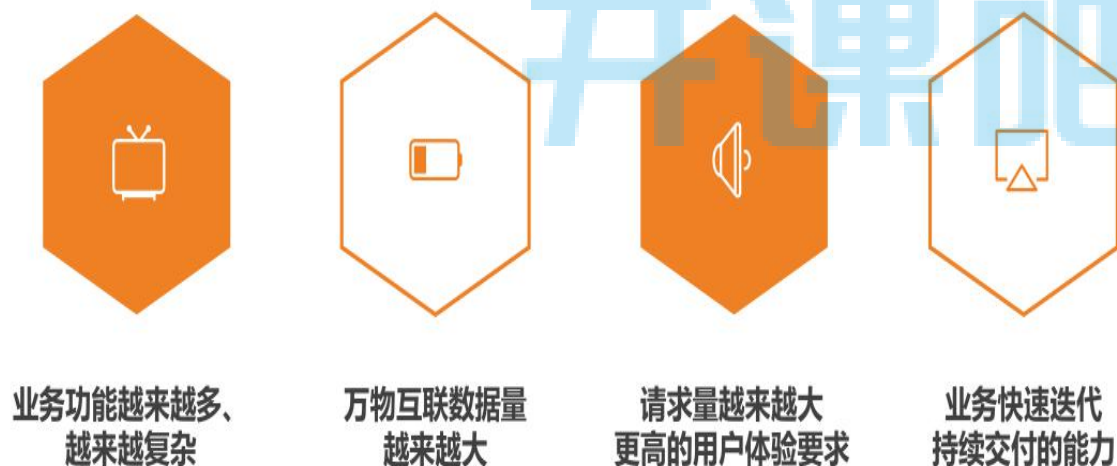 开课吧
业务功能越来越多、
越来越复杂
万物互联数据量
越来越大
请求量越来越大
更高的用户体验要求
业务快速迭代
持续交付的能力